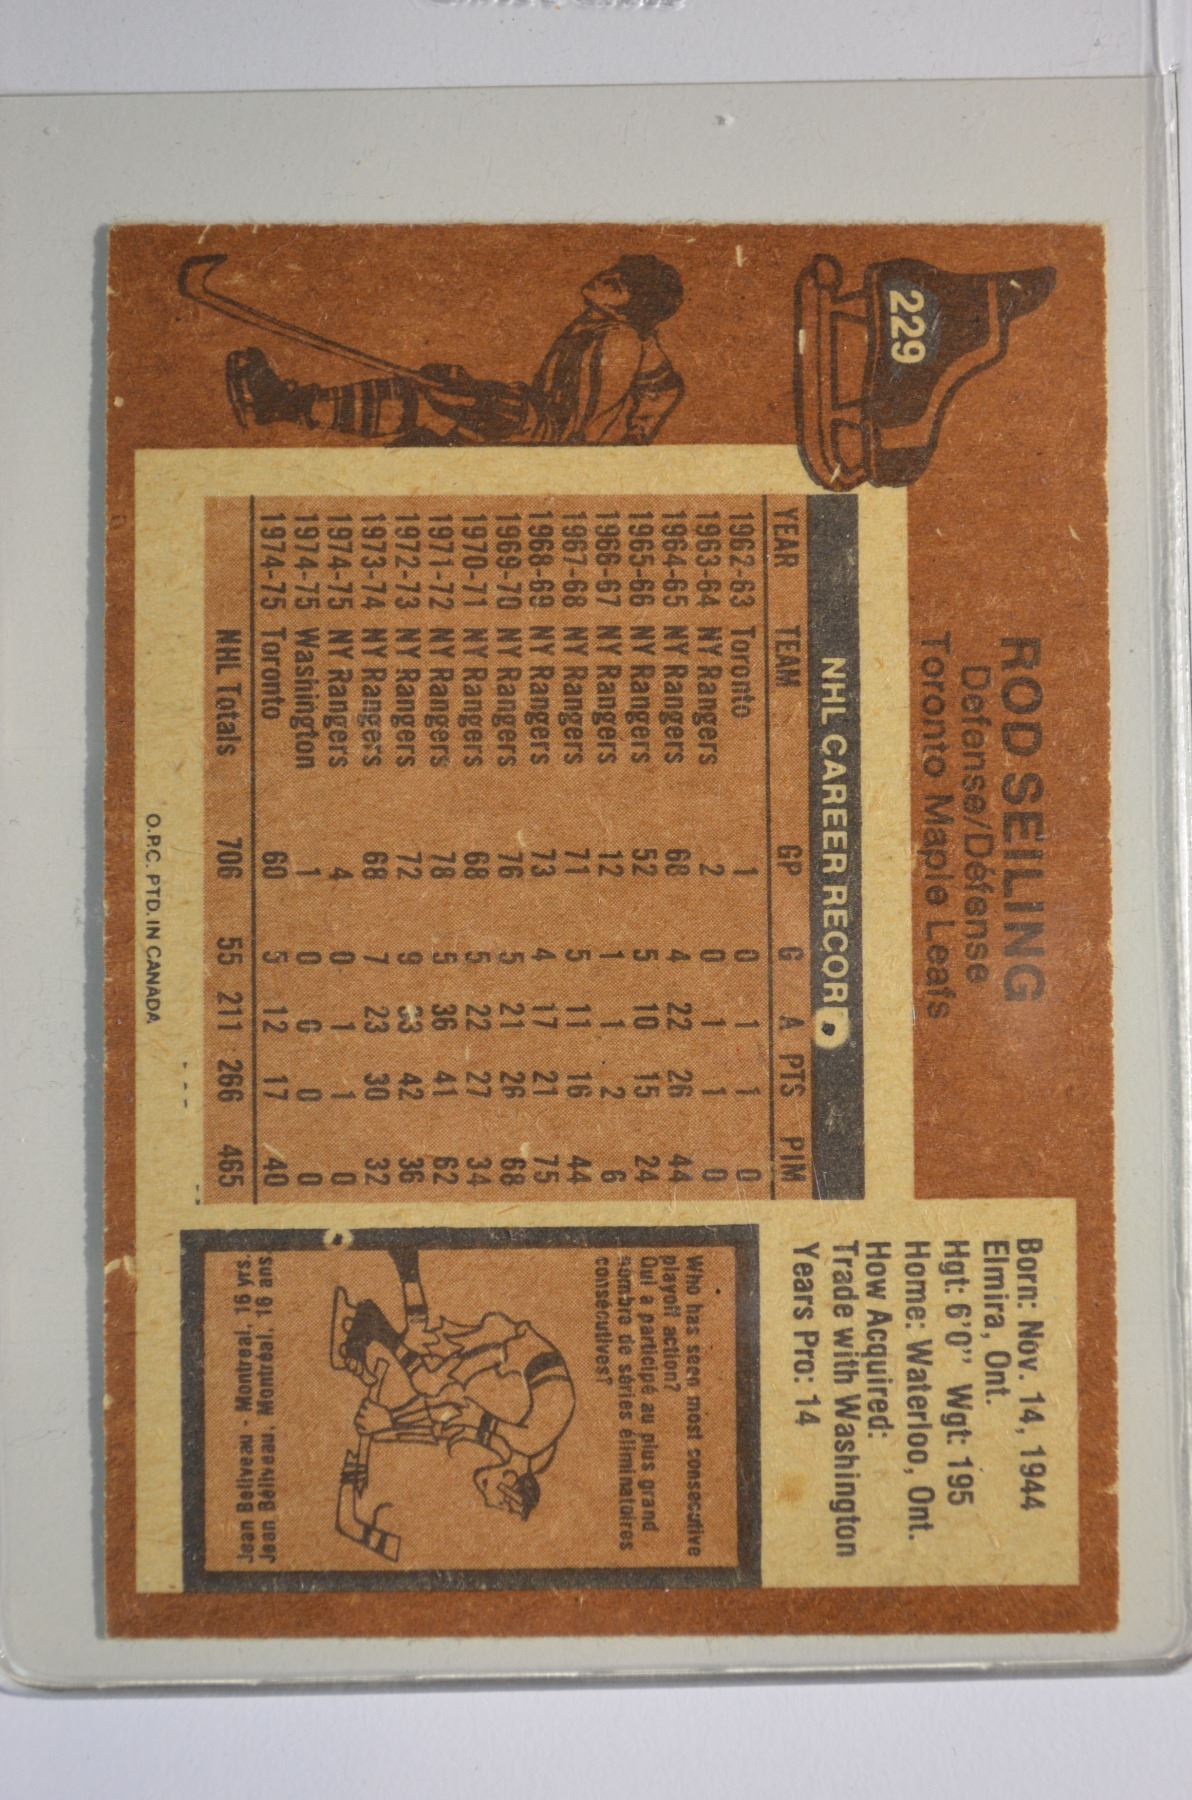 229
ROD SEILING
Defense/Défense
Toronto Maple Leafs
Born: Nov. 14, 1944
Elmira, Ont.
Hgt: 6'0" Wgt: 195
Home: Waterloo, Ont.
How Acquired:
Trade with Washington
Years Pro: 14
NHL CAREER RECORD
YEAR TEAM GP G A PTS PIM
1962-63 Toronto 1 0 1 1 0
1963-64 NY Rangers 2 0 1 1 0
1964-65 NY Rangers 68 4 22 26 44
1965-66 NY Rangers 52 5 10 15 24
1966-67 NY Rangers 12 1 1 2 6
1967-68 NY Rangers 71 5 11 16 44
1968-69 NY Rangers 73 4 17 21 75
1969-70 NY Rangers 76 5 21 26 68
1970-71 NY Rangers 68 5 22 27 34
1971-72 NY Rangers 78 5 36 41 62
1972-73 NY Rangers 72 9 33 42 36
1973-74 NY Rangers 68 7 23 30 32
1974-75 NY Rangers 4 0 1 1 0
1974-75 Washington 1 0 0 0 0
1974-75 Toronto 60 5 12 17 40
NHL Totals 706 55 211 266 465
Who has seen most consecutive
playoff action?
Qui a participé au plus grand
nombre de séries éliminatoires
consécutives?
Jean Béliveau - Montreal, 16 yrs.
Jean Béliveau, Montréal, 16 ans
O.P.C. PTD. IN CANADA